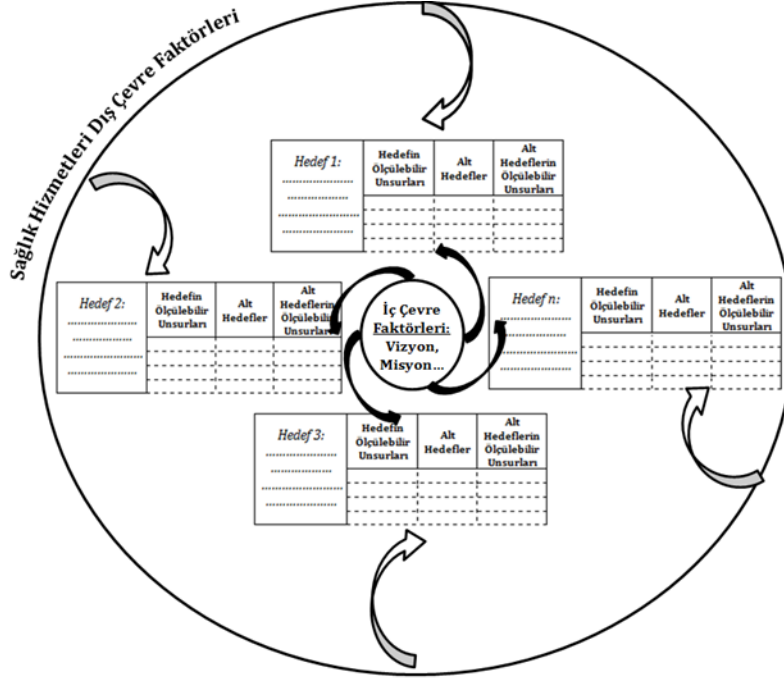 Sağlık Hizmetleri Dış Çevre Faktörleri
Hedef 1:
Hedefin
Ölçülebilir
Unsurları
Alt
Hedefler
Alt
Hedeflerin
Ölçülebilir
Unsurları
Hedef 2:
Hedefin
Ölçülebilir
Unsurları
Alt
Hedefler
Alt
Hedeflerin
Ölçülebilir
Unsurları
İç Çevre
Faktörleri:
Vizyon,
Misyon...
Hedef n:
Hedefin
Ölçülebilir
Unsurları
Alt
Hedefler
Alt
Hedeflerin
Ölçülebilir
Unsurları
Hedef 3:
Hedefin
Ölçülebilir
Unsurları
Alt
Hedefler
Alt
Hedeflerin
Ölçülebilir
Unsurları